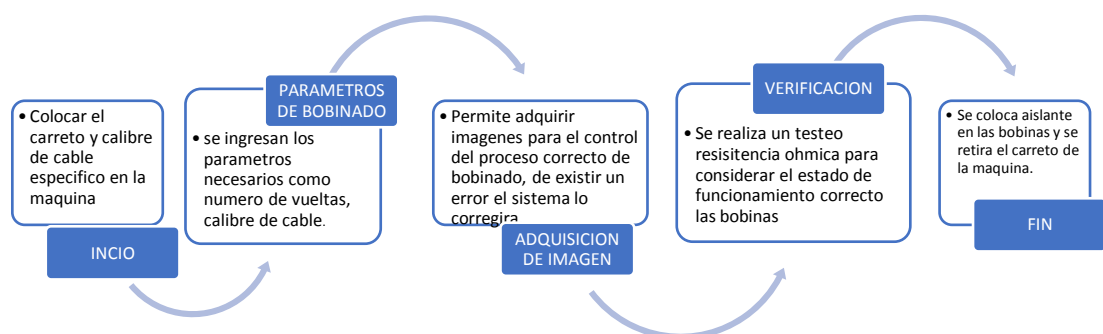 • Colocar el
carreto y calibre
de cable
especifico en la
maquina
INCIO
PARAMETROS
DE BOBINADO
• se ingresan los
parametros
necesarios como
numero de vueltas,
calibre de cable.
• Permite adquirir
imagenes para el control
del proceso correcto de
bobinado, de existir un
error el sistema lo
corregira
ADQUISICION
DE IMAGEN
VERIFICACION
• Se realiza un testeo
resisitencia ohmica para
considerar el estado de
funcionamiento correcto
las bobinas
• Se coloca aislante
en las bobinas y se
retira el carreto de
la maquina.
FIN